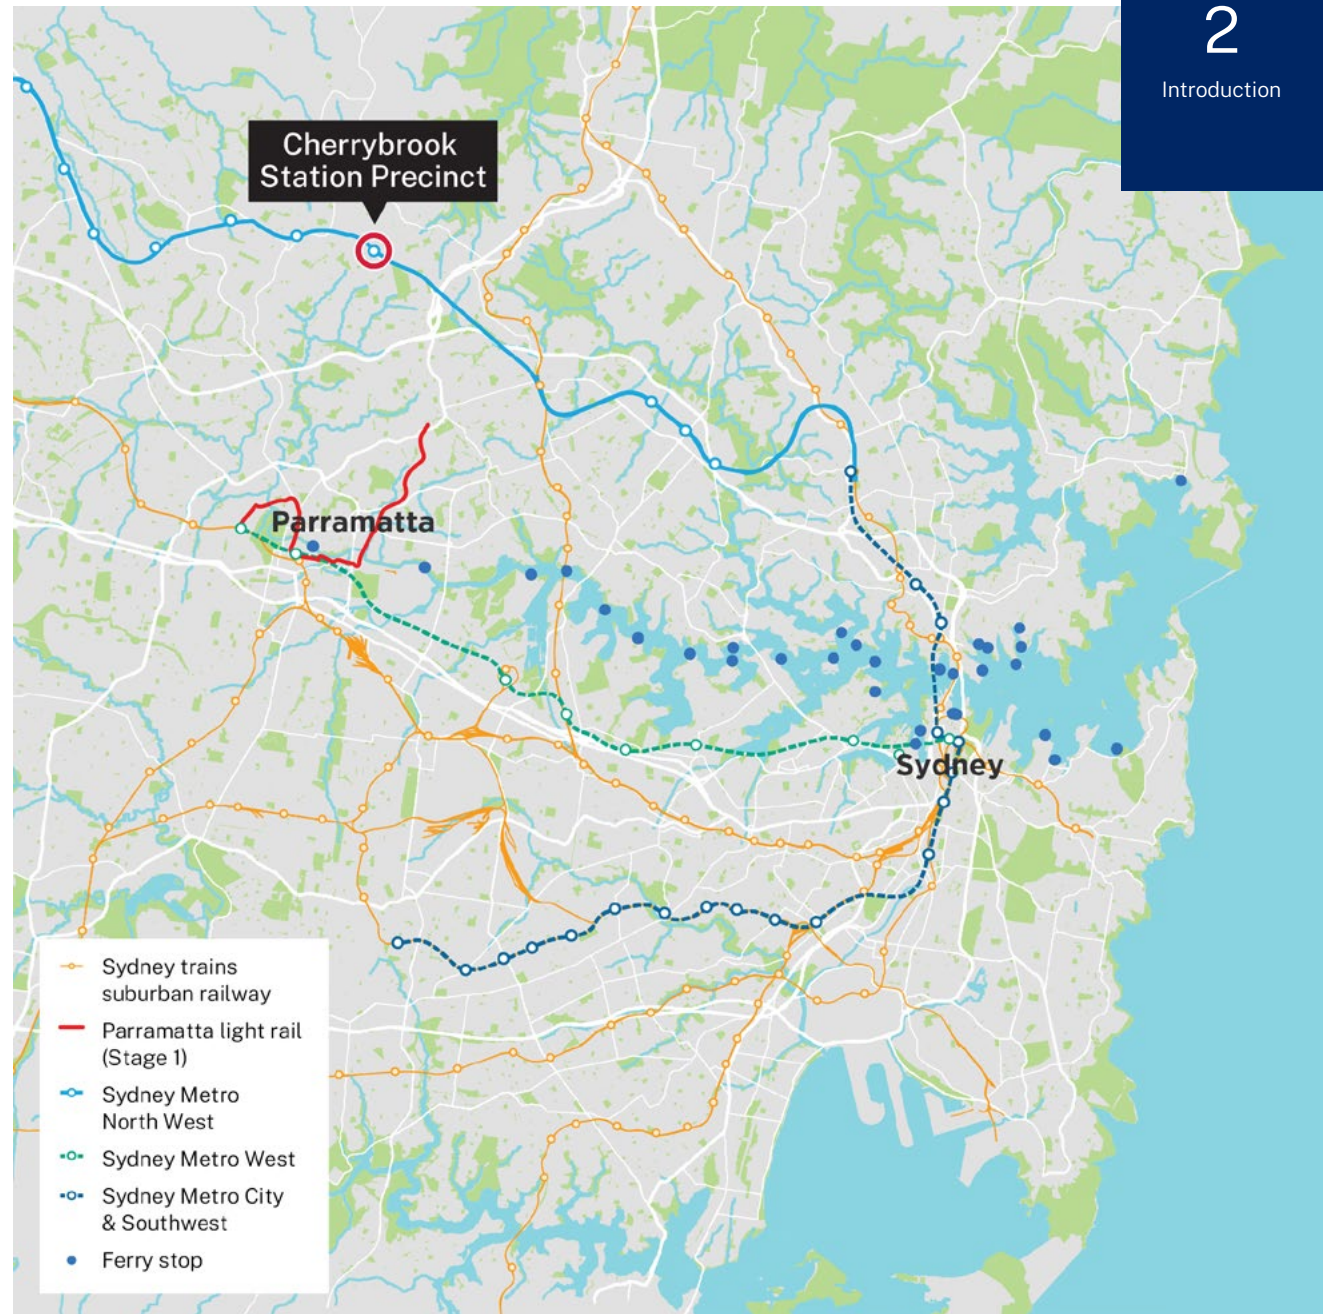 2
Introduction
Cherrybrook
Station Precinct
Parramatta
Sydney
Sydney trains
suburban railway
Parramatta light rail
(Stage 1)
Sydney Metro
North West
Sydney Metro West
Sydney Metro City
& Southwest
Ferry stop